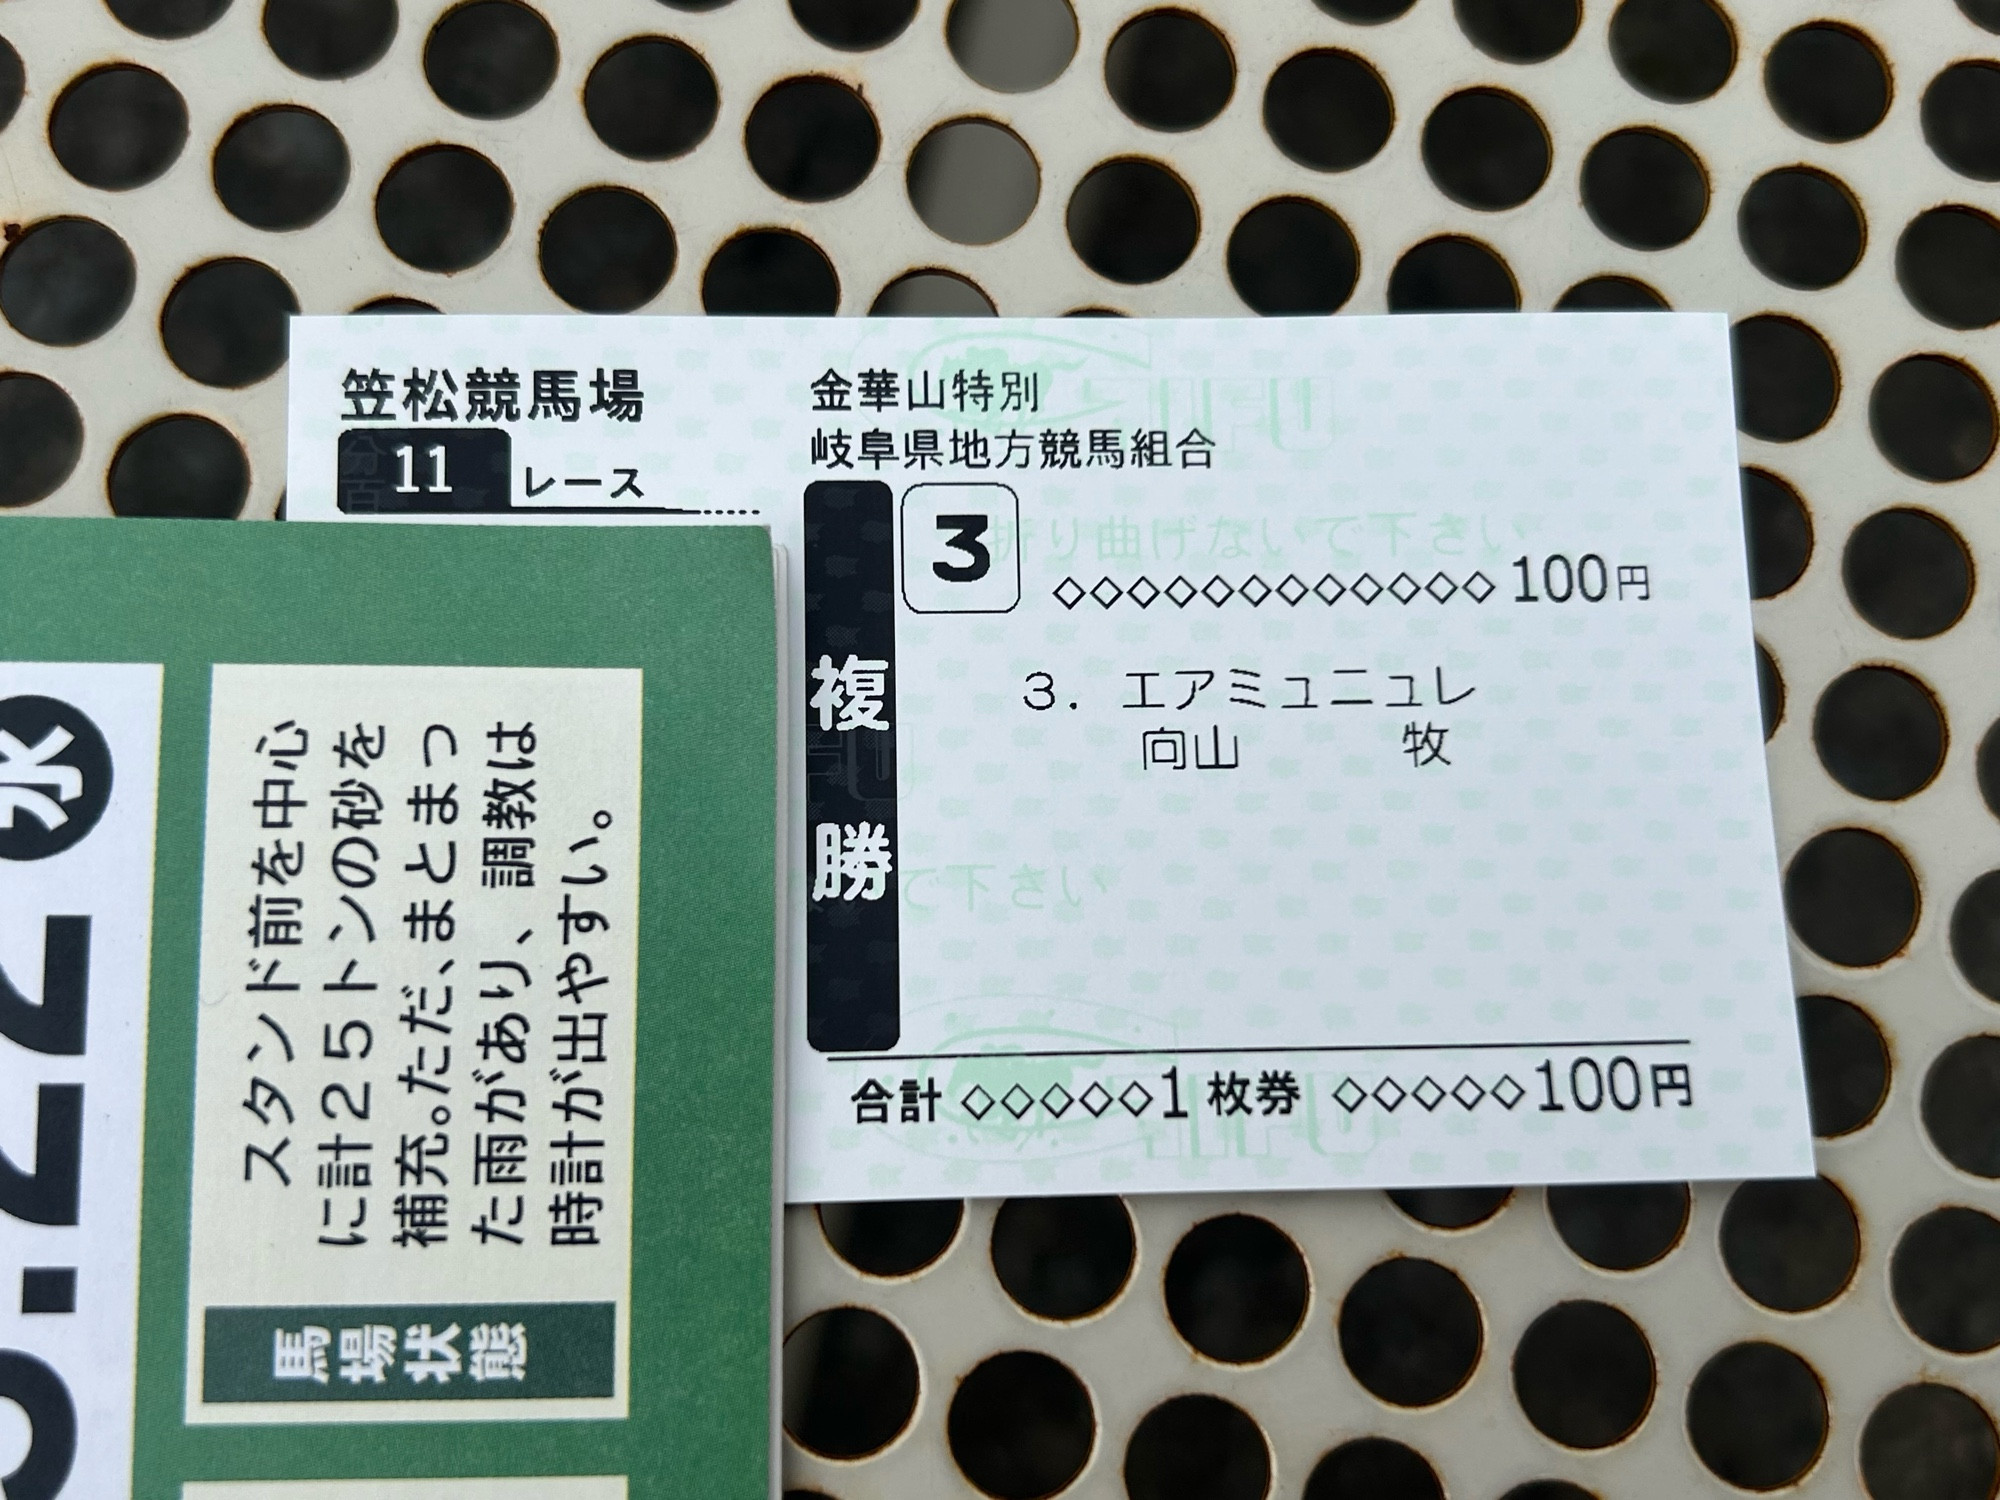 笠松競馬場
11 レース
金華山特別
岐阜県地方競馬組合
複勝
3
折り曲げないで下さい
◇◇◇◇◇◇◇◇◇◇◇◇100円
3. エアミュニュレ
向山 牧
で下さい
合計 ◇◇◇◇◇1枚券 ◇◇◇◇◇100円
馬場状態
スタンド前を中心
に計25トンの砂を
補充。ただ、まとまっ
た雨があり、調教は
時計が出やすい。
.22
水